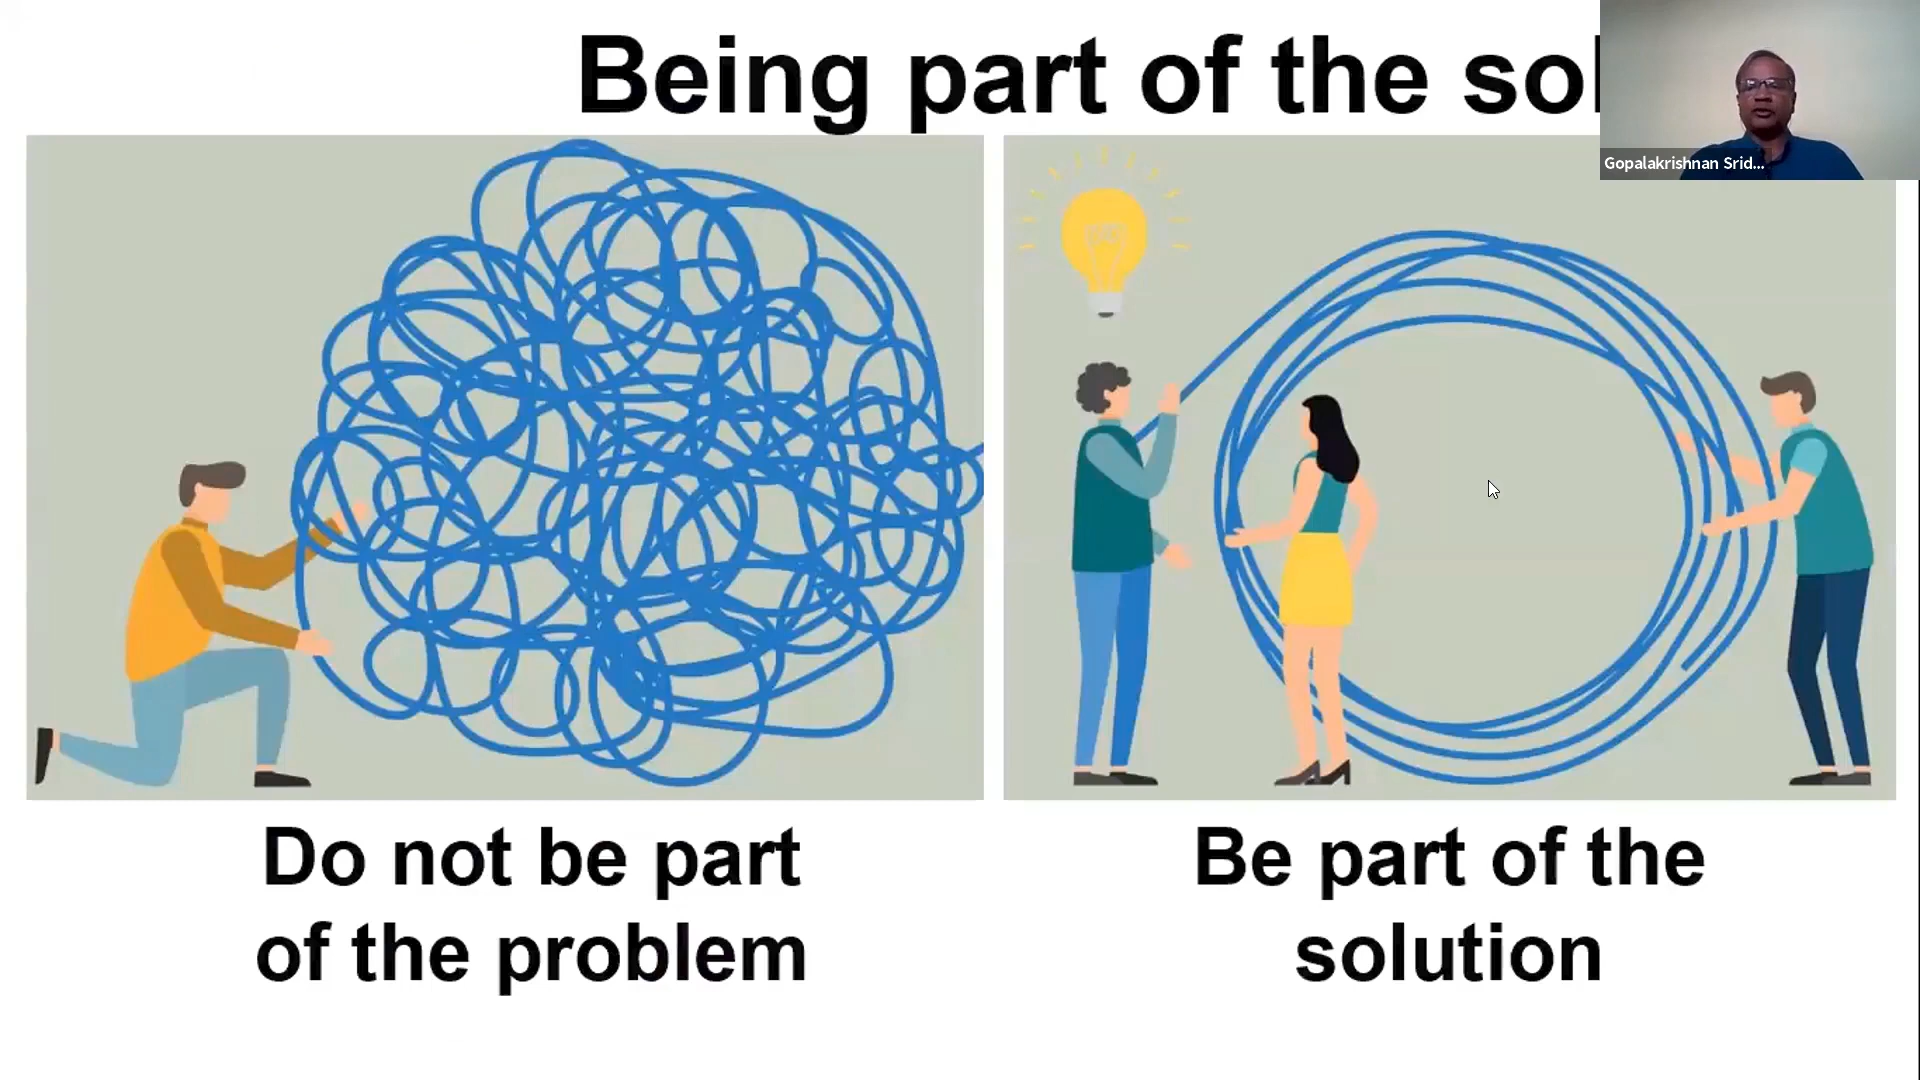 Being part of the sol
Gopalakrishnan Srid...
Do not be part
of the problem
Be part of the
solution